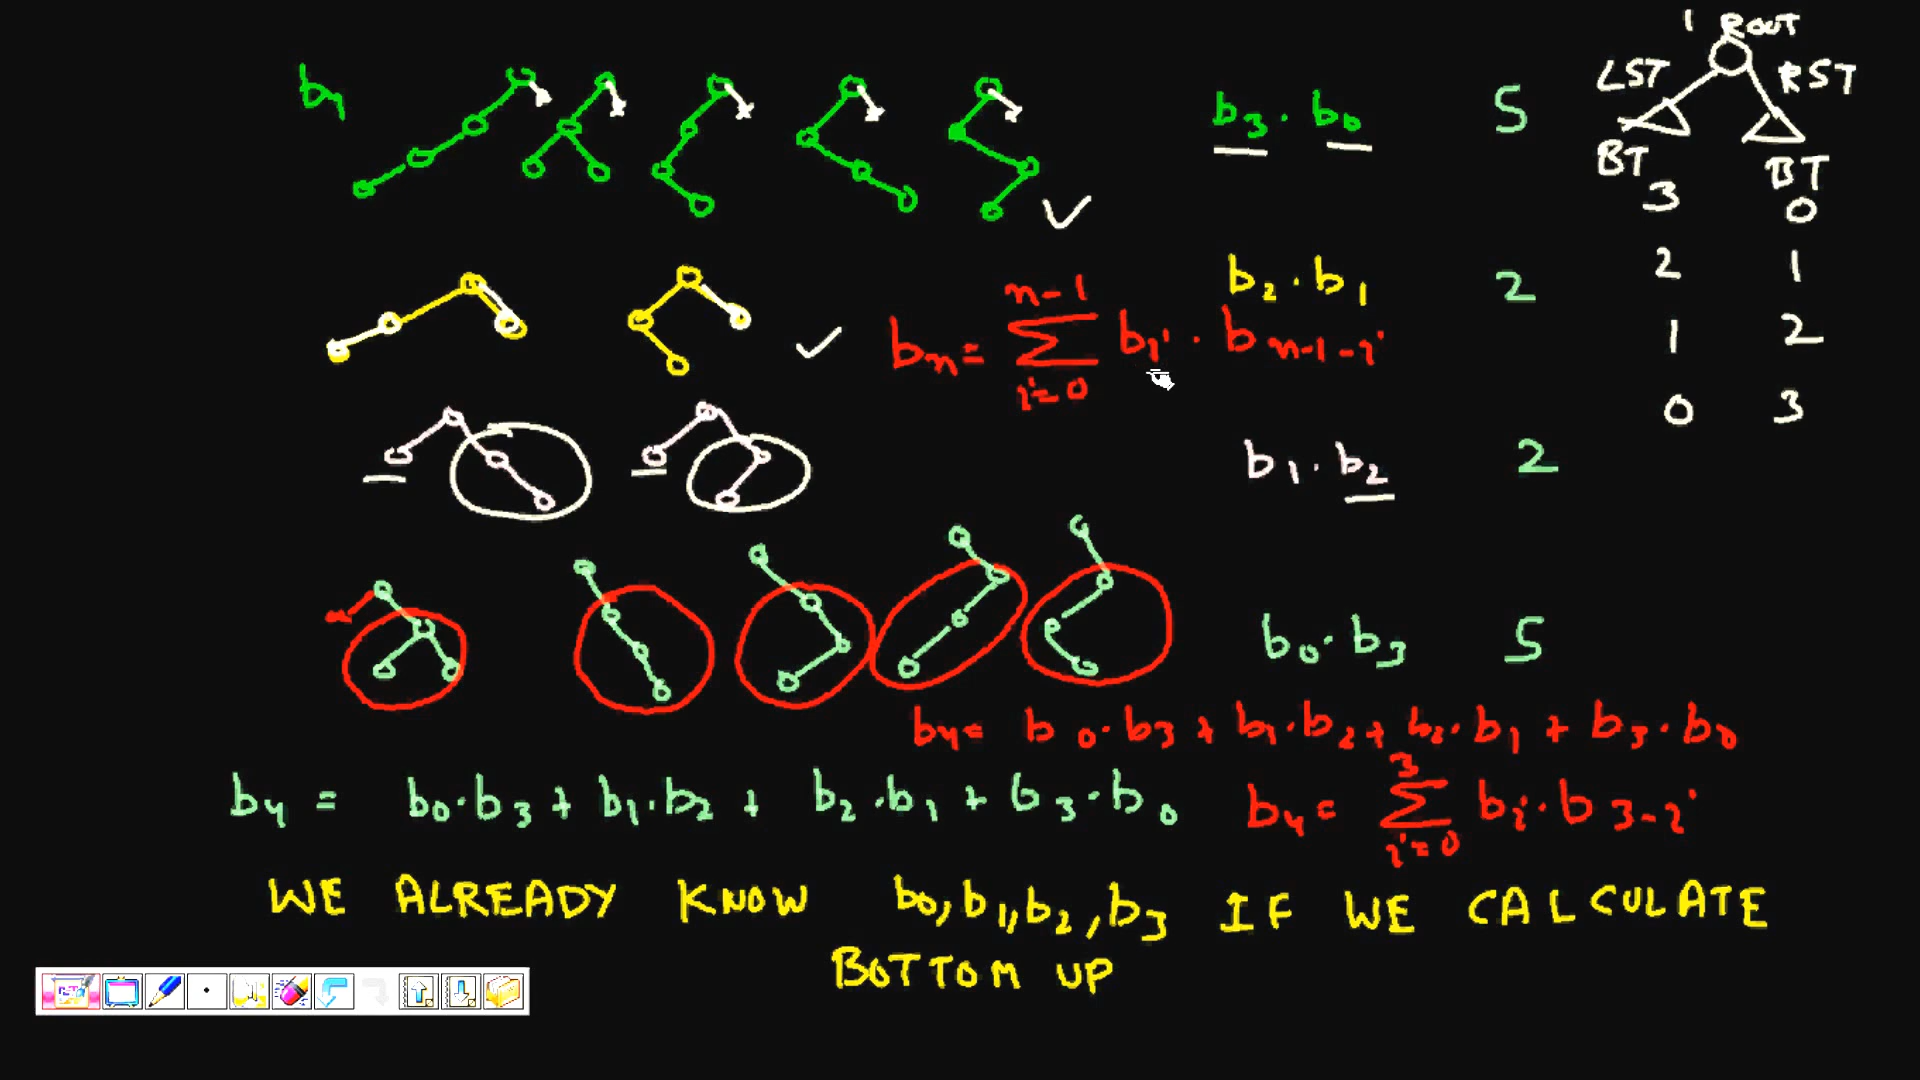 1 ROOT
LST RST
b4
b3 . b0 5
BT BT
3 0
2 1
b2 . b1 2
bn = n-1 ∑ i=0 bi . b n-1-i
1 2
0 3
b1 . b2 2
b0 . b3 5
b4 = b0 . b3 + b1 . b2 + b2 . b1 + b3 . b0
b4 = b0 . b3 + b1 . b2 + b2 . b1 + b3 . b0
b4 = 3 ∑ i=0 bi . b 3-i
WE ALREADY KNOW b0, b1, b2, b3 IF WE CALCULATE
BOTTOM UP